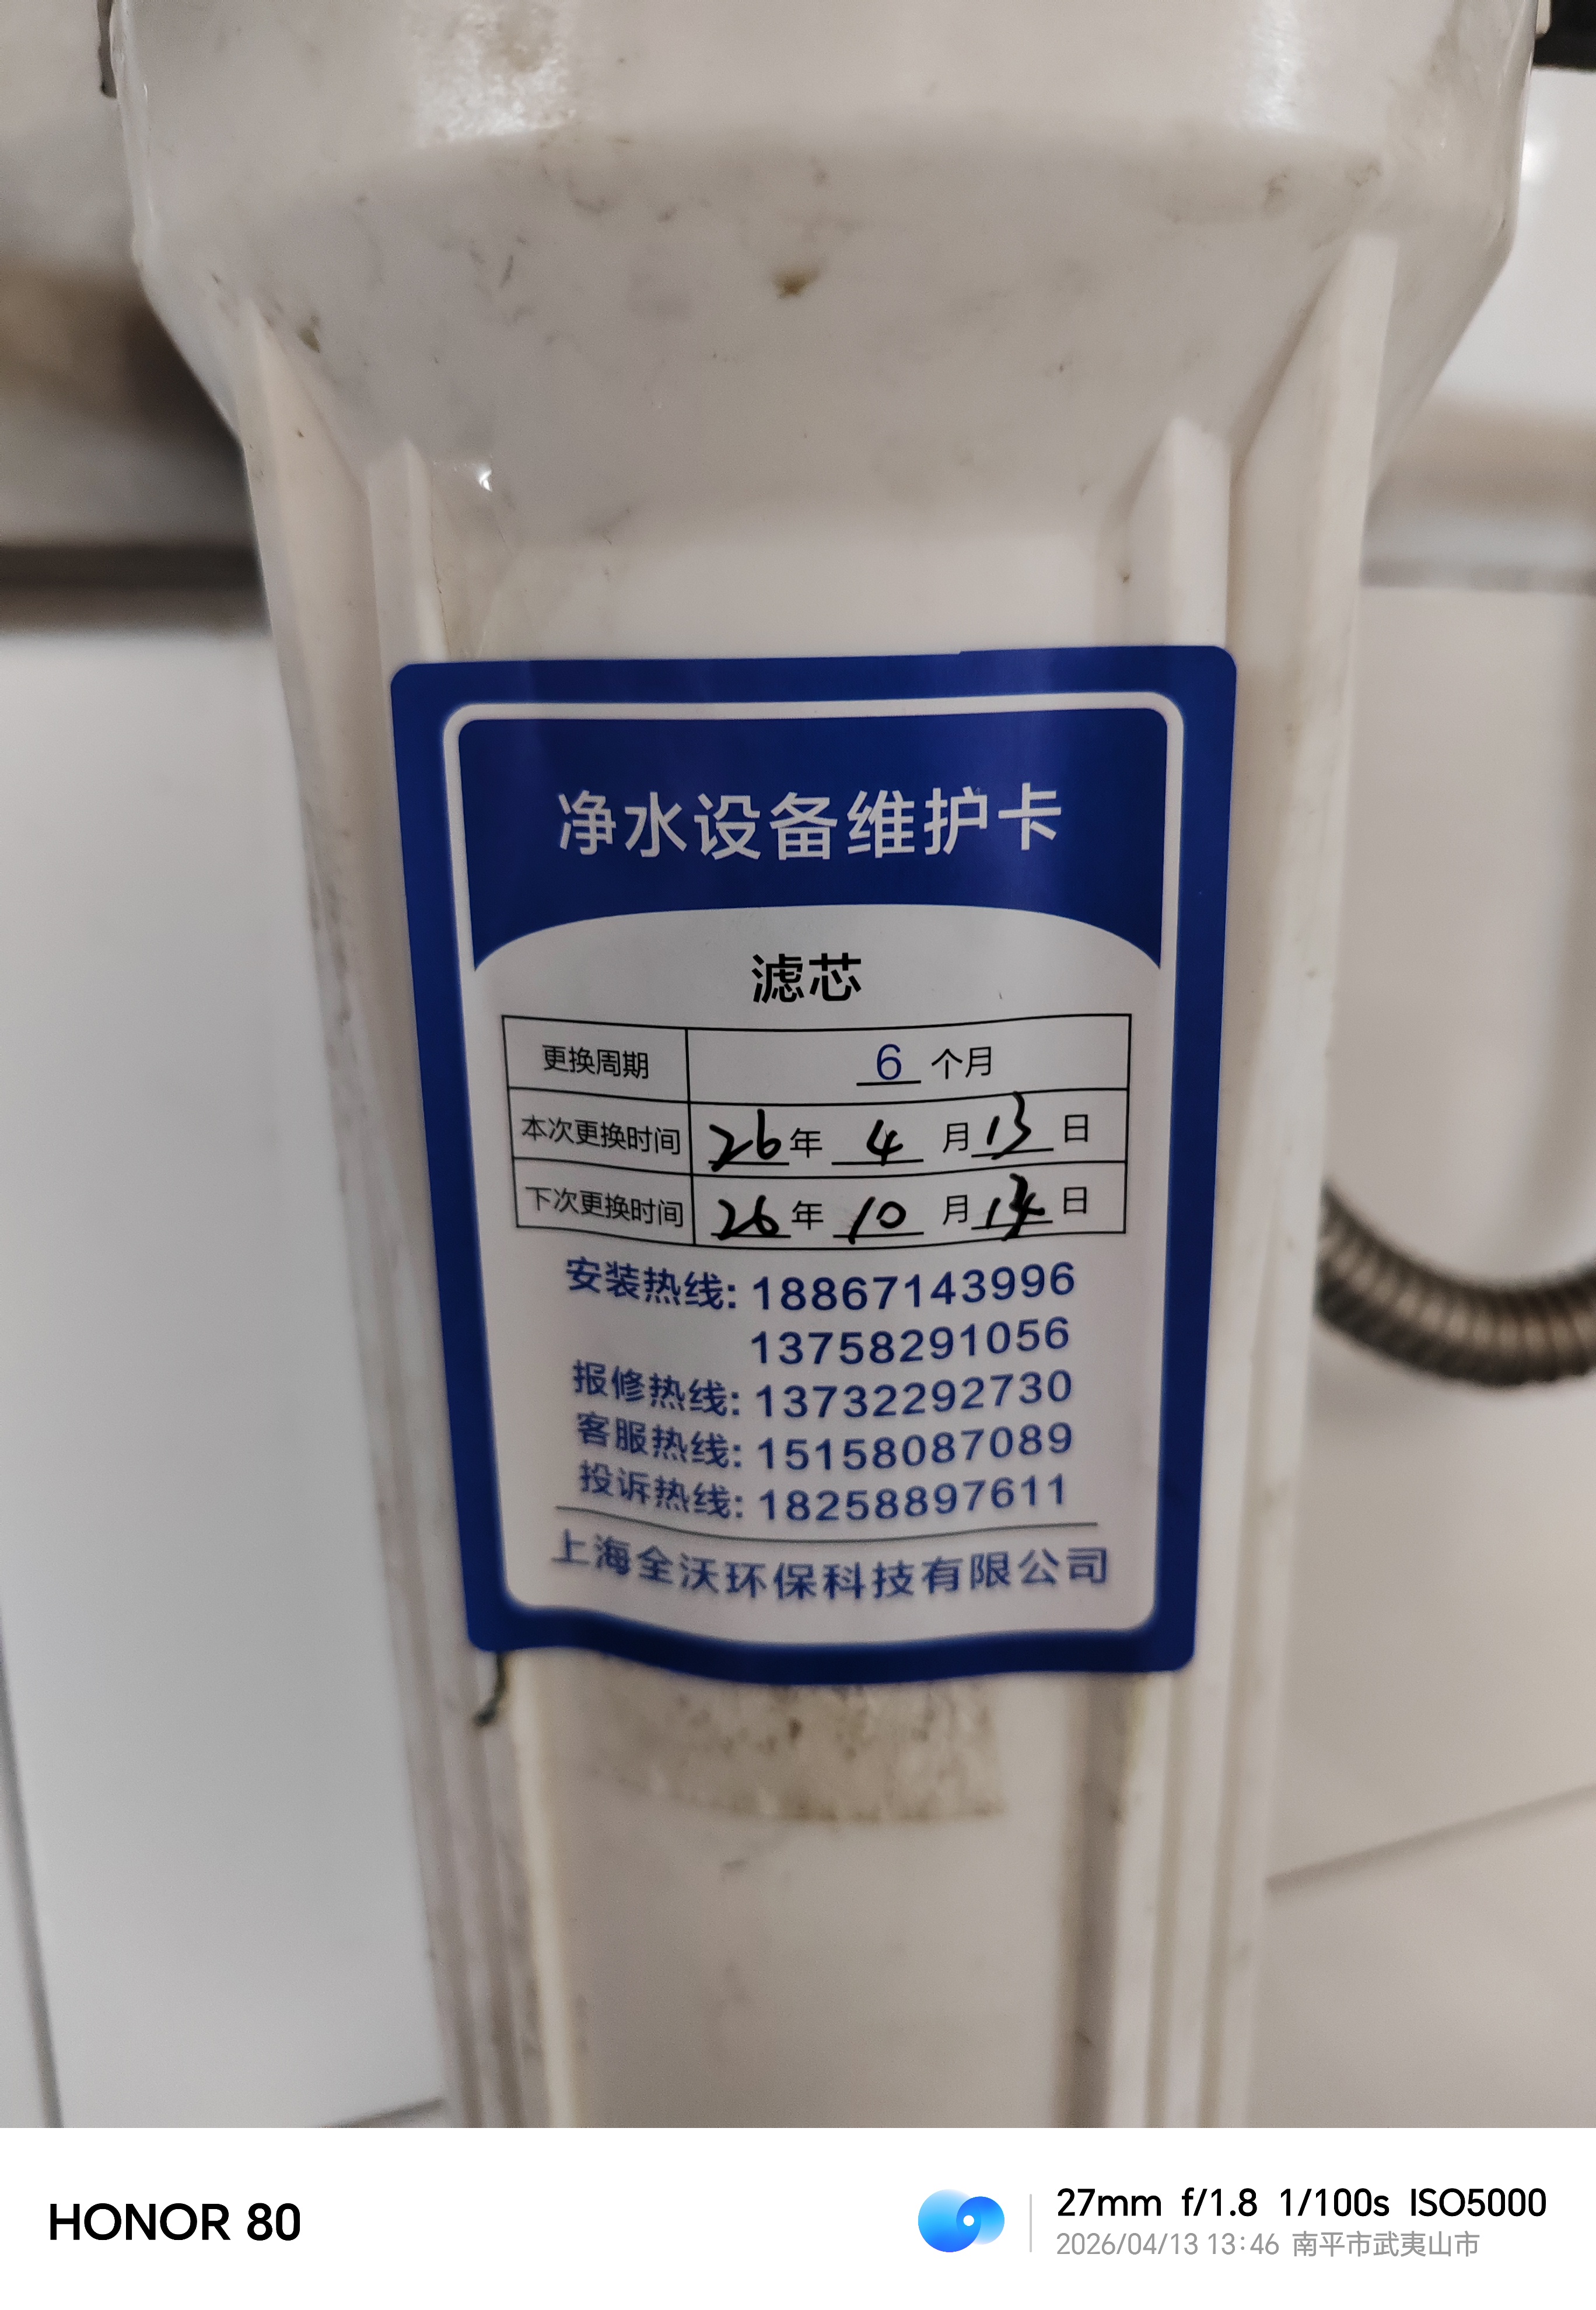 净水设备维护卡
滤芯
更换周期 6 个月
本次更换时间 26年 4 月 13 日
下次更换时间 26年 10 月 日
安装热线: 18867143996
13758291056
报修热线: 13732292730
客服热线: 15158087089
投诉热线: 18258897611
上海全沃环保科技有限公司
HONOR 80
27mm f/1.8 1/100s ISO5000
2026/04/13 13:46 南平市武夷山市